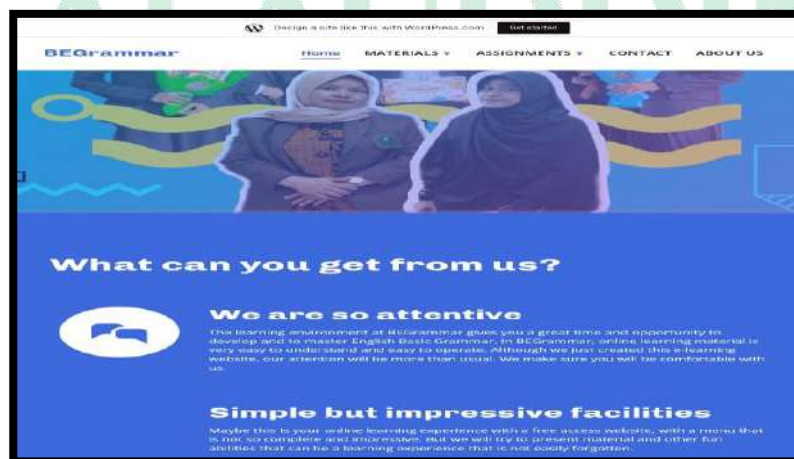 Design a site like this with WordPress.com
Get started
BEGrammar
Home
MATERIALS
ASSIGNMENTS
CONTACT
ABOUT US
What can you get from us?
We are so attentive
The learning environment at BEGrammar gives you a great time and opportunity to
develop and to master English Basic Grammar. In BEGrammar, online learning material is
very easy to understand and easy to operate. Although we just created this e-learning
website, our attention will be more than usual. We make sure you will be comfortable with
us.
Simple but impressive facilities
Maybe this is your online learning experience with a free access website, with a menu that
is not so complete and impressive. But we will try to present material and other fun
abilities that can be a learning experience that is not easily forgotten.